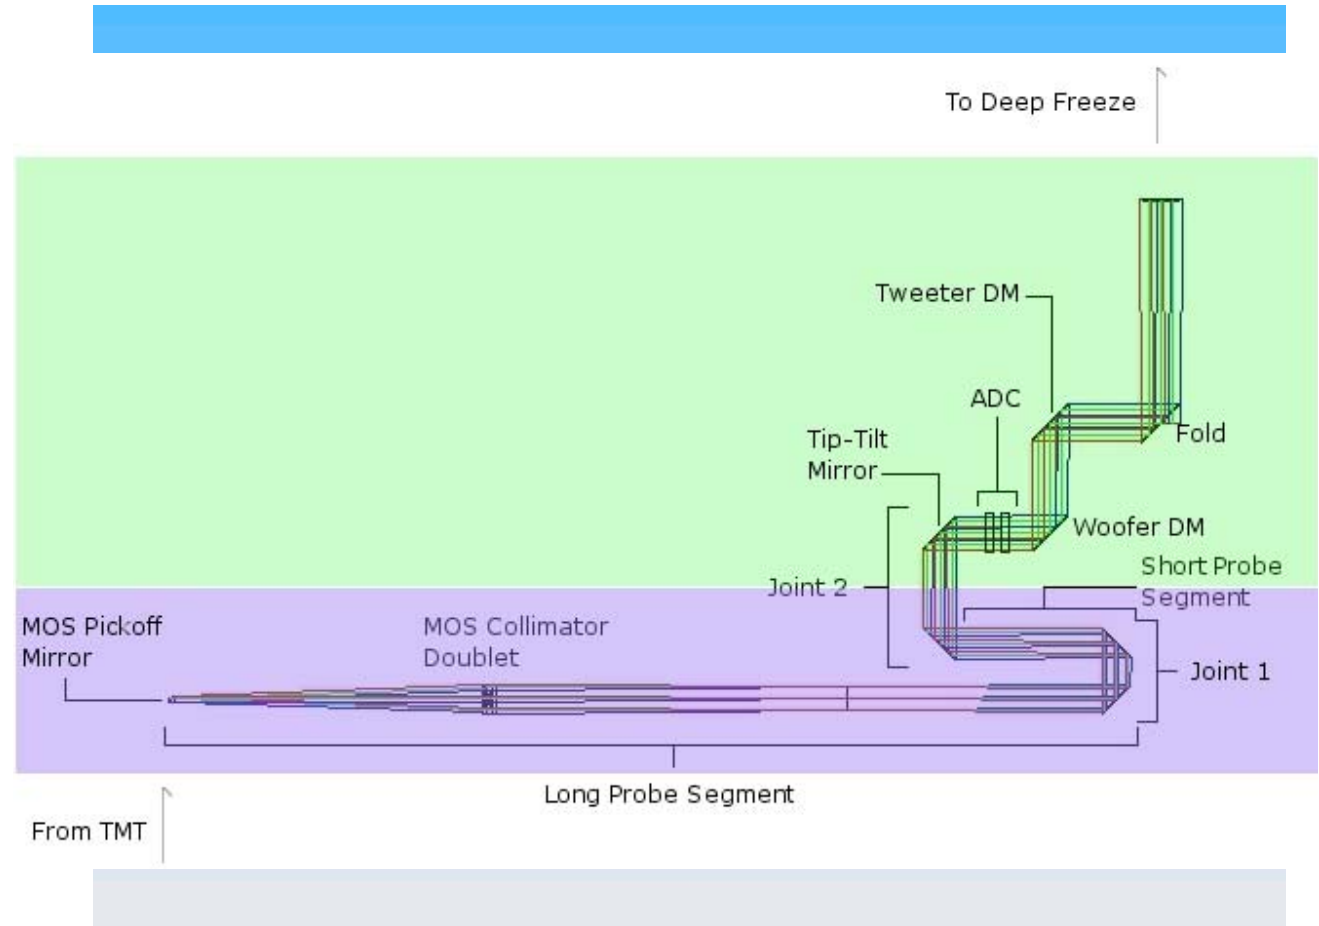 To Deep Freeze
Tweeter DM
ADC
Tip-Tilt
Mirror
Fold
Woofer DM
Short Probe
Segment
Joint 2
MOS Pickoff
Mirror
MOS Collimator
Doublet
Joint 1
Long Probe Segment
From TMT